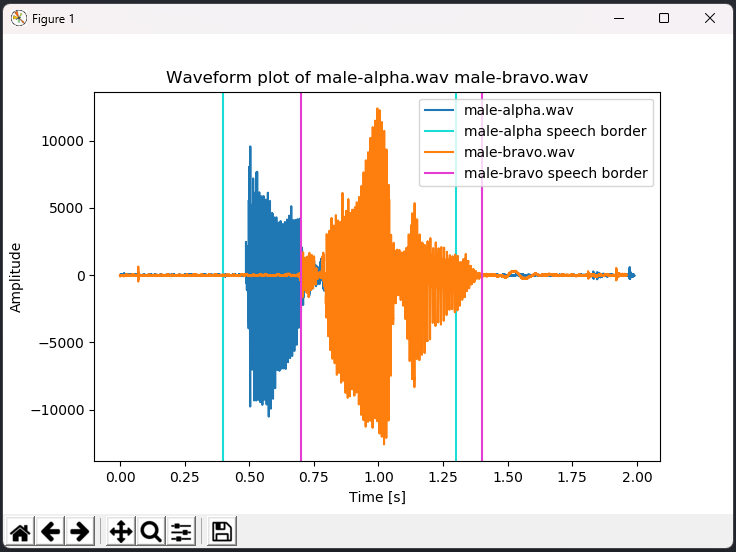 Figure 1
Waveform plot of male-alpha.wav male-bravo.wav
male-alpha.wav
male-alpha speech border
male-bravo.wav
male-bravo speech border
10000
5000
0
−5000
−10000
Amplitude
0.00 0.25 0.50 0.75 1.00 1.25 1.50 1.75 2.00
Time [s]